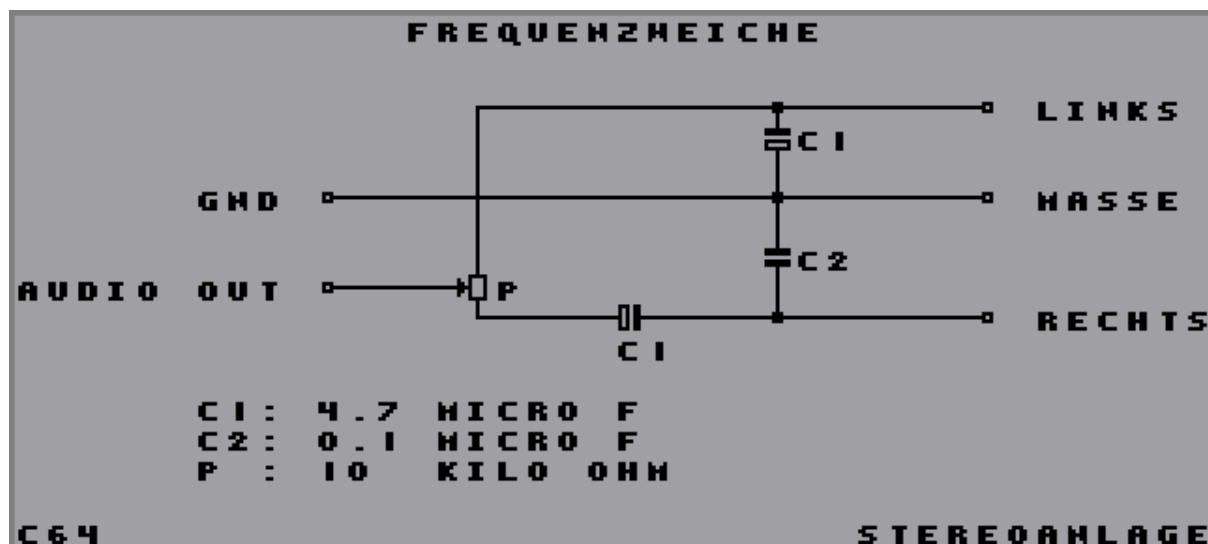 FREQUENZWEICHE
LINKS
C1
GND
MASSE
C2
AUDIO OUT
P
RECHTS
C1
C1: 4.7 MICRO F
C2: 0.1 MICRO F
P : 10 KILO OHM
C64
STEREOANLAGE